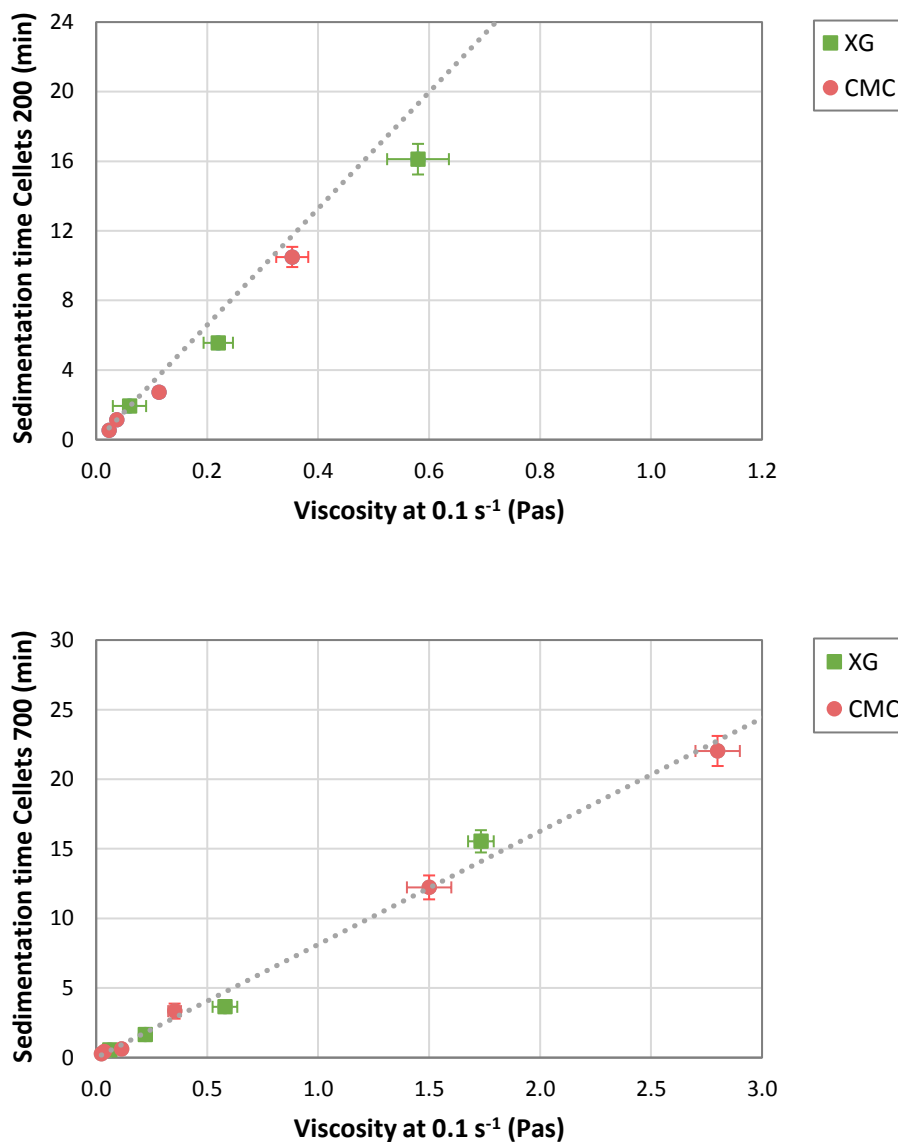 24
20
16
12
8
4
0
Sedimentation time Cellets 200 (min)
0.0 0.2 0.4 0.6 0.8 1.0 1.2
Viscosity at 0.1 s⁻¹ (Pas)
XG
CMC
30
25
20
15
10
5
0
Sedimentation time Cellets 700 (min)
0.0 0.5 1.0 1.5 2.0 2.5 3.0
Viscosity at 0.1 s⁻¹ (Pas)
XG
CMC